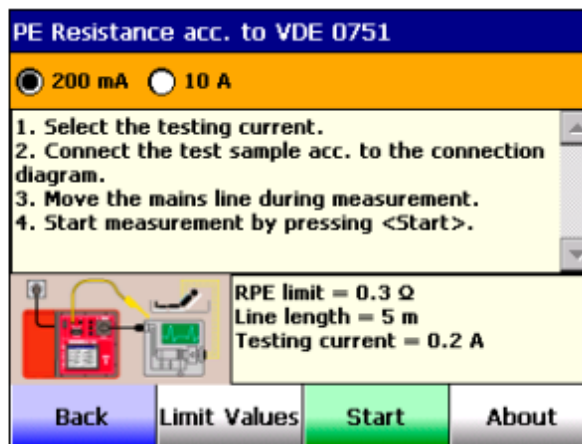 PE Resistance acc. to VDE 0751
200 mA 10 A
1. Select the testing current.
2. Connect the test sample acc. to the connection
diagram.
3. Move the mains line during measurement.
4. Start measurement by pressing <Start>.
RPE limit = 0.3 Ω
Line length = 5 m
Testing current = 0.2 A
Back Limit Values Start About